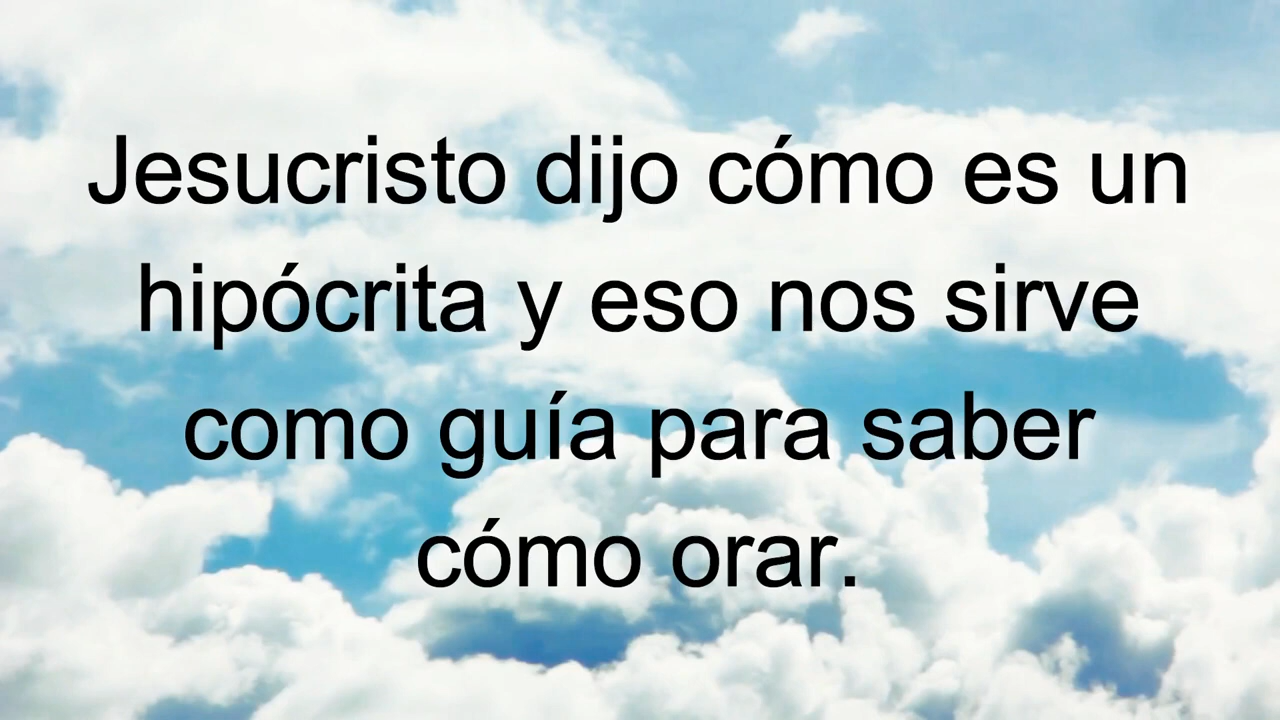 Jesucristo dijo cómo es un
hipócrita y eso nos sirve
como guía para saber
cómo orar.